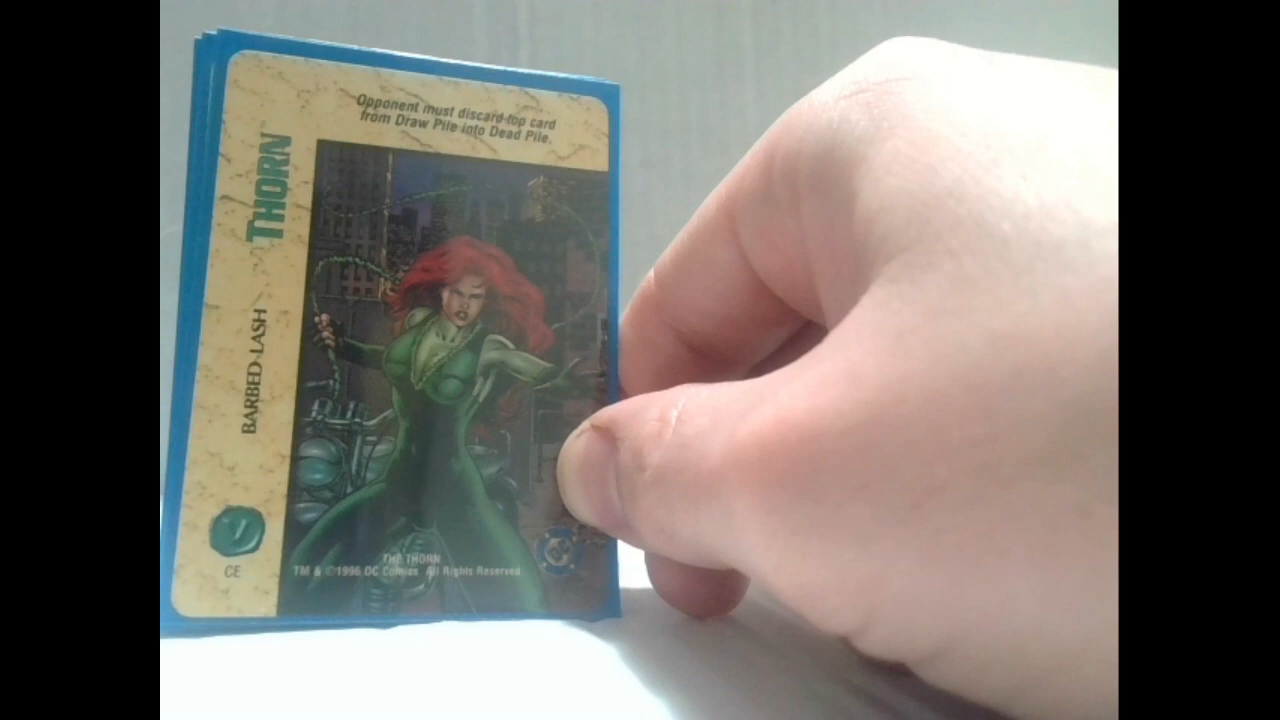 Opponent must discard top card
from Draw Pile into Dead Pile.
THORN
BARBED LASH
CE
THE THORN
TM & ©1996 DC Comics All Rights Reserved